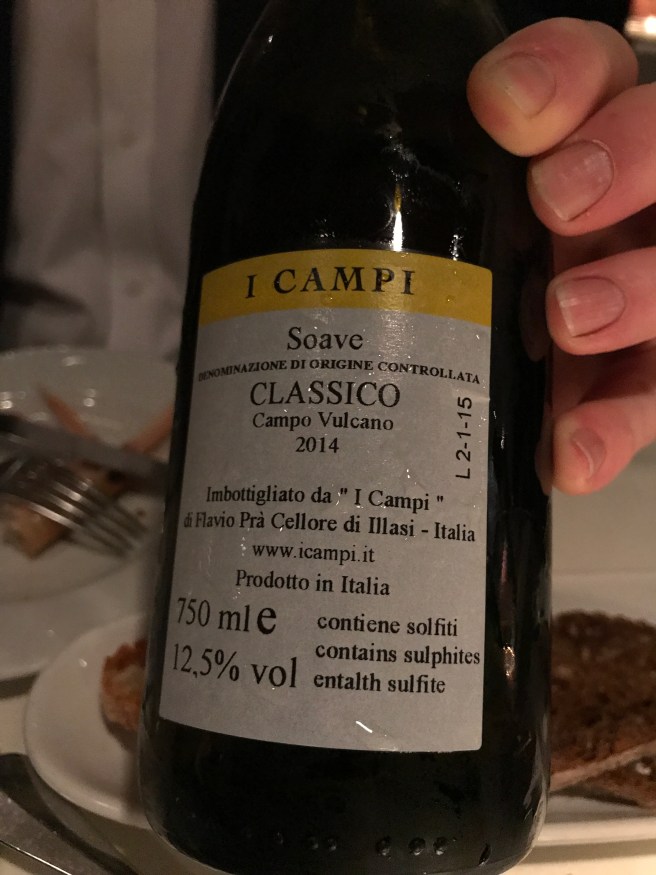 I CAMPI
Soave
DENOMINAZIONE DI ORIGINE CONTROLLATA
CLASSICO
Campo Vulcano
2014
L 2-1-15
Imbottigliato da " I Campi "
di Flavio Prà Cellore di Illasi - Italia
www.icampi.it
Prodotto in Italia
750 ml e
12,5% vol
contiene solfiti
contains sulphites
entalth sulfite